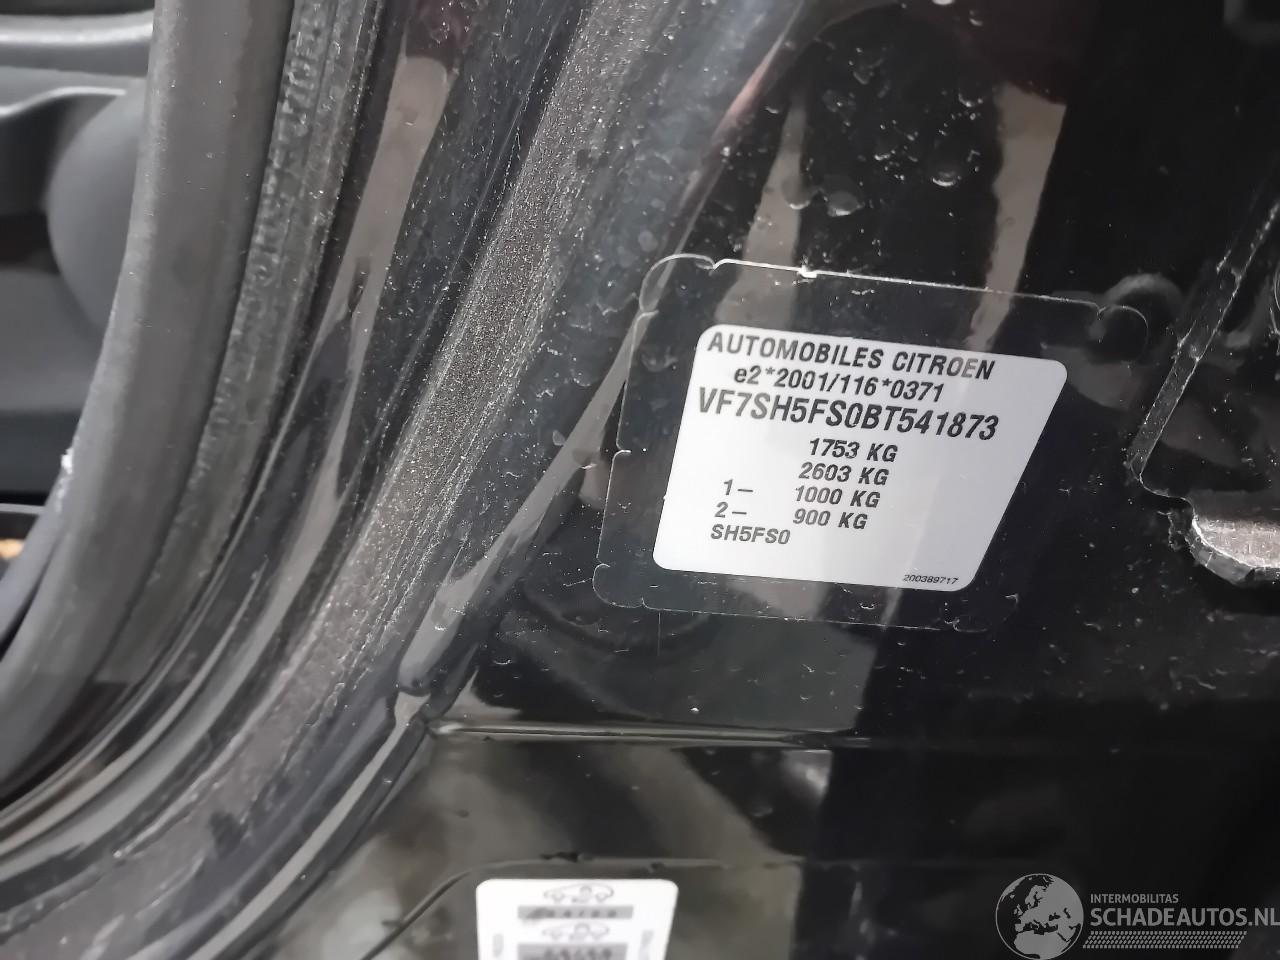 AUTOMOBILES CITROEN
e2*2001/116*0371
VF7SH5FS0BT541873
1753 KG
2603 KG
1- 1000 KG
2- 900 KG
SH5FS0
200389717
INTERMOBILITAS
SCHADEAUTOS.NL